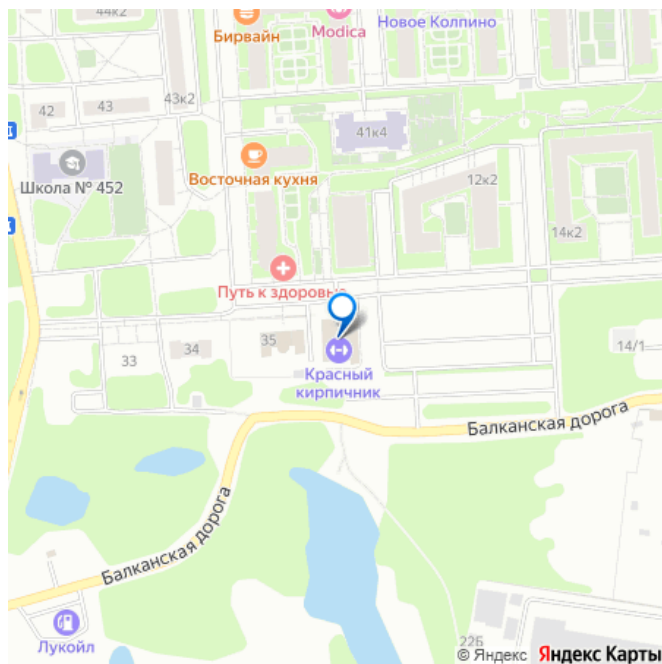 44к2
Бирвайн
Modica
Новое Колпино
43к2
42
43
41к4
Школа № 452
Восточная кухня
12к2
14к2
Путь к здоровью
35
34
33
14/1
Красный
кирпичник
Балканская дорога
Балканская дорога
Лукойл
22Б
© Яндекс Яндекс Карты